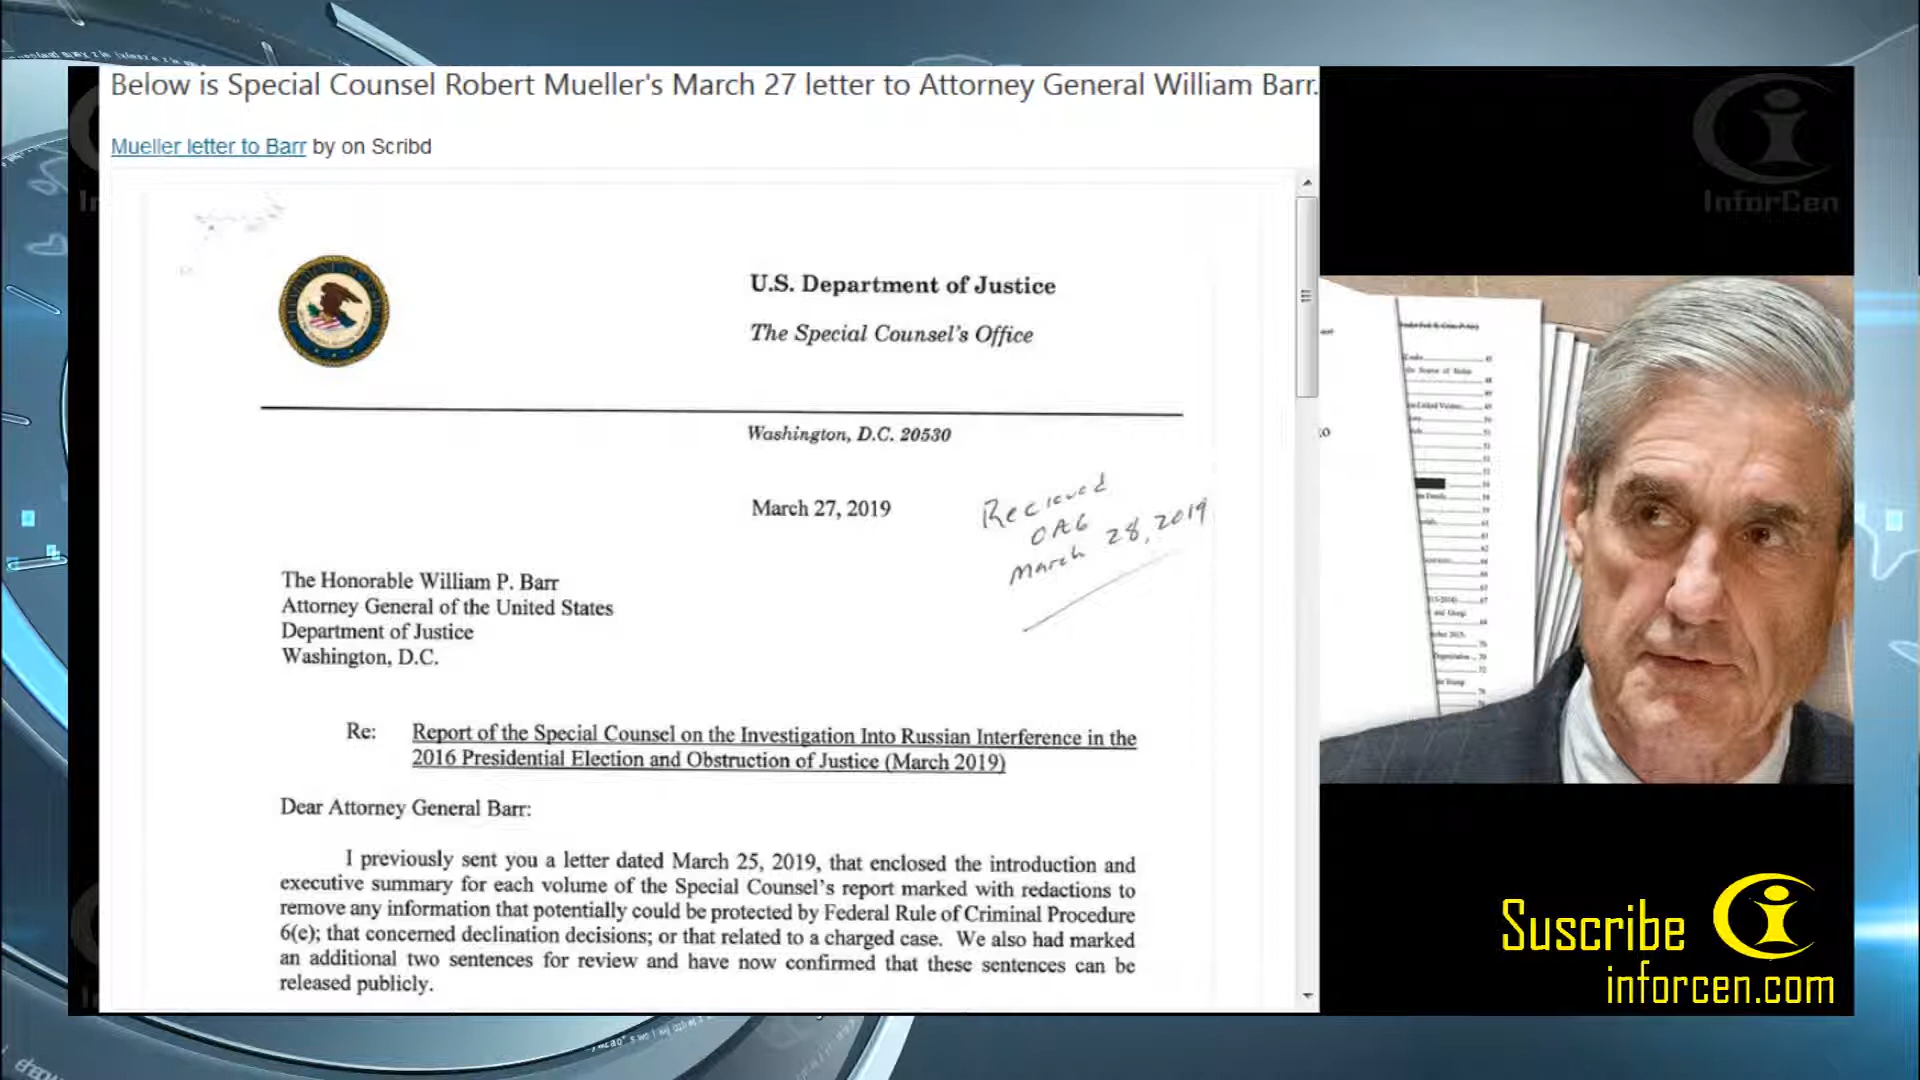 Below is Special Counsel Robert Mueller's March 27 letter to Attorney General William Barr.
Mueller letter to Barr by on Scribd
U.S. Department of Justice
The Special Counsel's Office
Washington, D.C. 20530
March 27, 2019
Recieved
OAG
March 28, 2019
The Honorable William P. Barr
Attorney General of the United States
Department of Justice
Washington, D.C.
Re: Report of the Special Counsel on the Investigation Into Russian Interference in the
2016 Presidential Election and Obstruction of Justice (March 2019)
Dear Attorney General Barr:
I previously sent you a letter dated March 25, 2019, that enclosed the introduction and
executive summary for each volume of the Special Counsel's report marked with redactions to
remove any information that potentially could be protected by Federal Rule of Criminal Procedure
6(e); that concerned declination decisions; or that related to a charged case. We also had marked
an additional two sentences for review and have now confirmed that these sentences can be
released publicly.
InforCen
Suscribe
inforcen.com